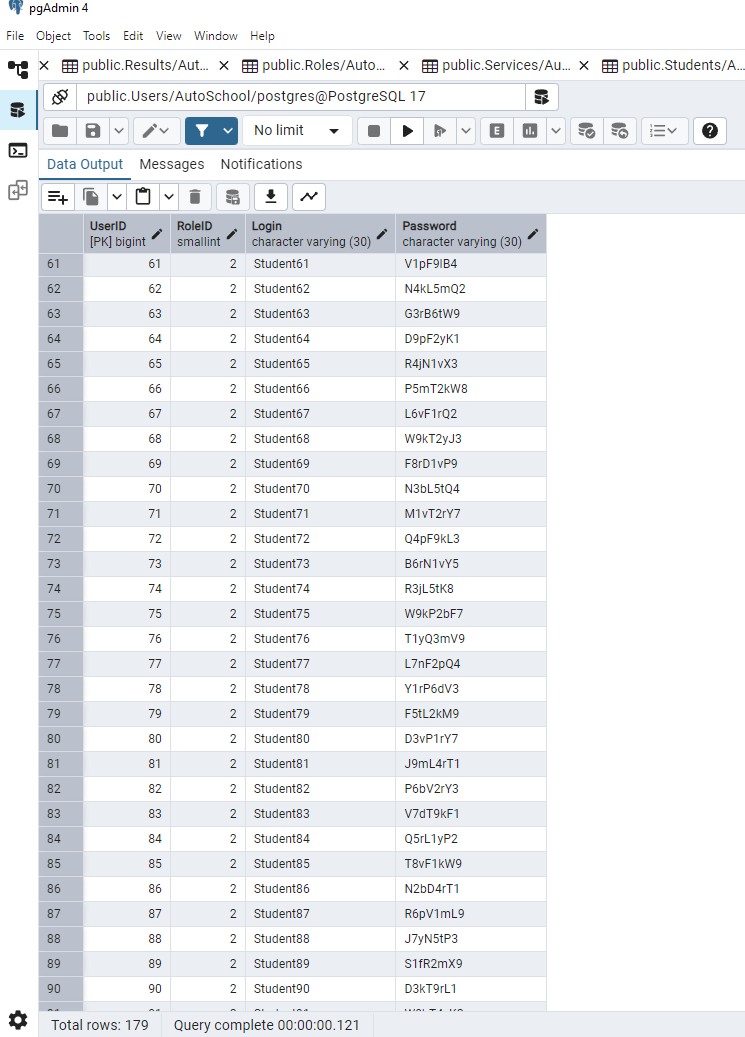 pgAdmin 4
File Object Tools Edit View Window Help
public.Results/Aut... public.Roles/Auto... public.Services/Au... public.Students/A...
public.Users/AutoSchool/postgres@PostgreSQL 17
No limit
E
Data Output Messages Notifications
UserID RoleID Login Password
[PK] bigint smallint character varying (30) character varying (30)
61 61 2 Student61 V1pF9lB4
62 62 2 Student62 N4kL5mQ2
63 63 2 Student63 G3rB6tW9
64 64 2 Student64 D9pF2yK1
65 65 2 Student65 R4jN1vX3
66 66 2 Student66 P5mT2kW8
67 67 2 Student67 L6vF1rQ2
68 68 2 Student68 W9kT2yJ3
69 69 2 Student69 F8rD1vP9
70 70 2 Student70 N3bL5tQ4
71 71 2 Student71 M1vT2rY7
72 72 2 Student72 Q4pF9kL3
73 73 2 Student73 B6rN1vY5
74 74 2 Student74 R3jL5tK8
75 75 2 Student75 W9kP2bF7
76 76 2 Student76 T1yQ3mV9
77 77 2 Student77 L7nF2pQ4
78 78 2 Student78 Y1rP6dV3
79 79 2 Student79 F5tL2kM9
80 80 2 Student80 D3vP1rY7
81 81 2 Student81 J9mL4rT1
82 82 2 Student82 P6bV2rY3
83 83 2 Student83 V7dT9kF1
84 84 2 Student84 Q5rL1yP2
85 85 2 Student85 T8vF1kW9
86 86 2 Student86 N2bD4rT1
87 87 2 Student87 R6pV1mL9
88 88 2 Student88 J7yN5tP3
89 89 2 Student89 S1fR2mX9
90 90 2 Student90 D3kT9rL1
Total rows: 179 Query complete 00:00:00.121